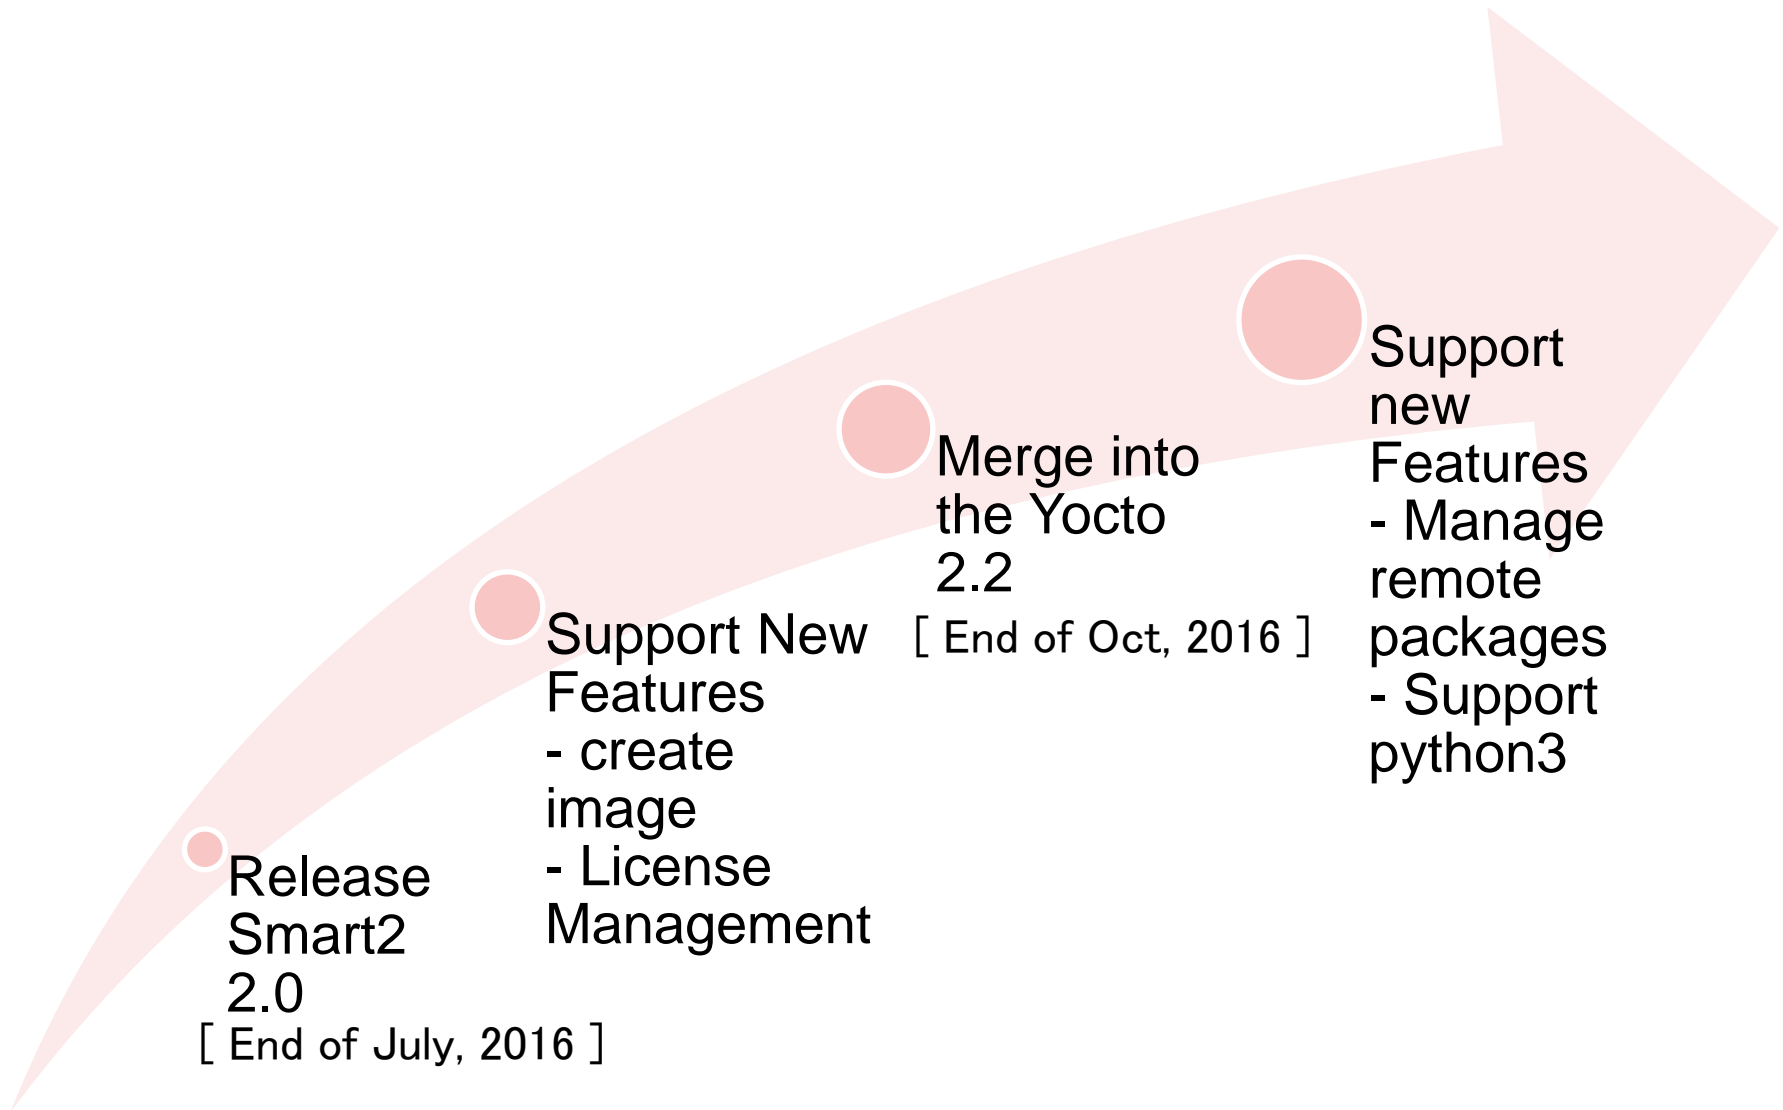 Release
Smart2
2.0
[ End of July, 2016 ]
Support New
Features
- create
image
- License
Management
Merge into
the Yocto
2.2
[ End of Oct, 2016 ]
Support
new
Features
- Manage
remote
packages
- Support
python3